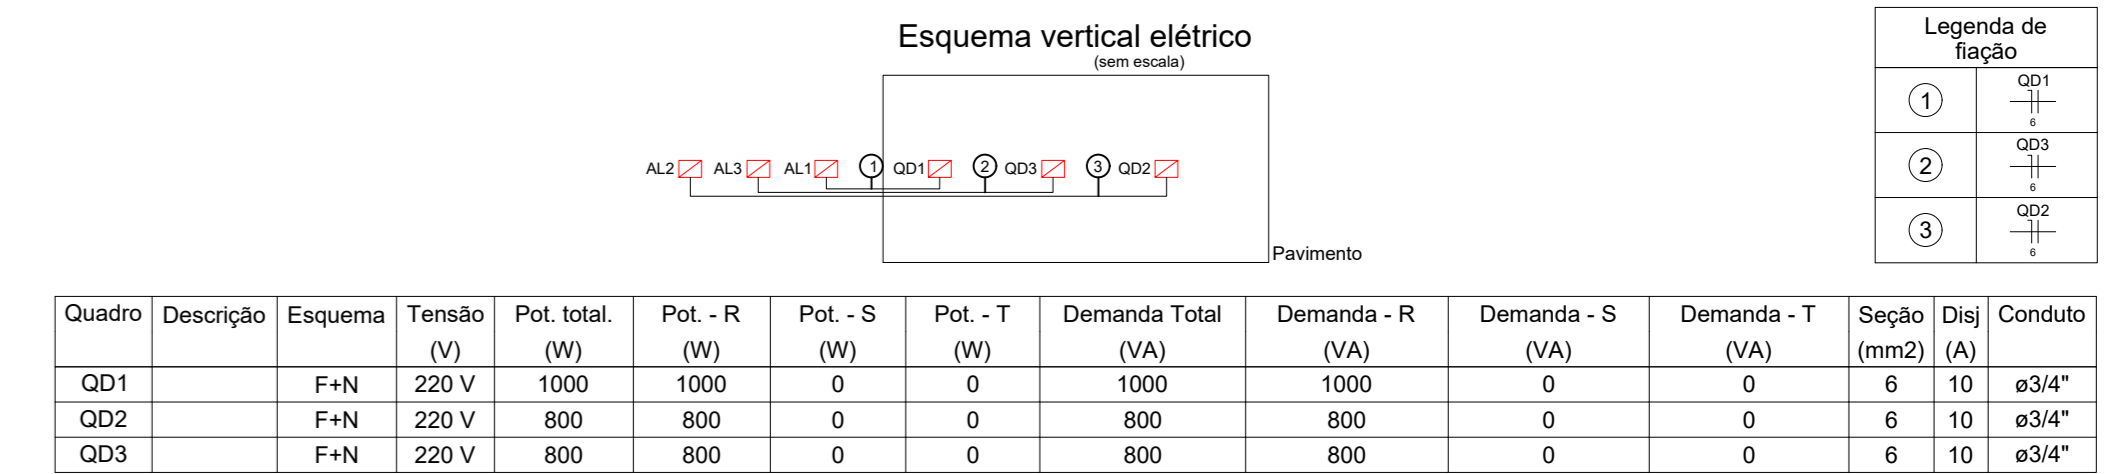 Esquema vertical elétrico
(sem escala)
AL2 AL3 AL1 1 QD1 2 QD3 3 QD2
Pavimento
Legenda de
fiação
1 QD1
6
2 QD3
6
3 QD2
6
Quadro Descrição Esquema Tensão Pot. total. Pot. - R Pot. - S Pot. - T Demanda Total Demanda - R Demanda - S Demanda - T Seção Disj Conduto
(V) (W) (W) (W) (W) (VA) (VA) (VA) (VA) (mm2) (A)
QD1 F+N 220 V 1000 1000 0 0 1000 1000 0 0 6 10 ø3/4"
QD2 F+N 220 V 800 800 0 0 800 800 0 0 6 10 ø3/4"
QD3 F+N 220 V 800 800 0 0 800 800 0 0 6 10 ø3/4"